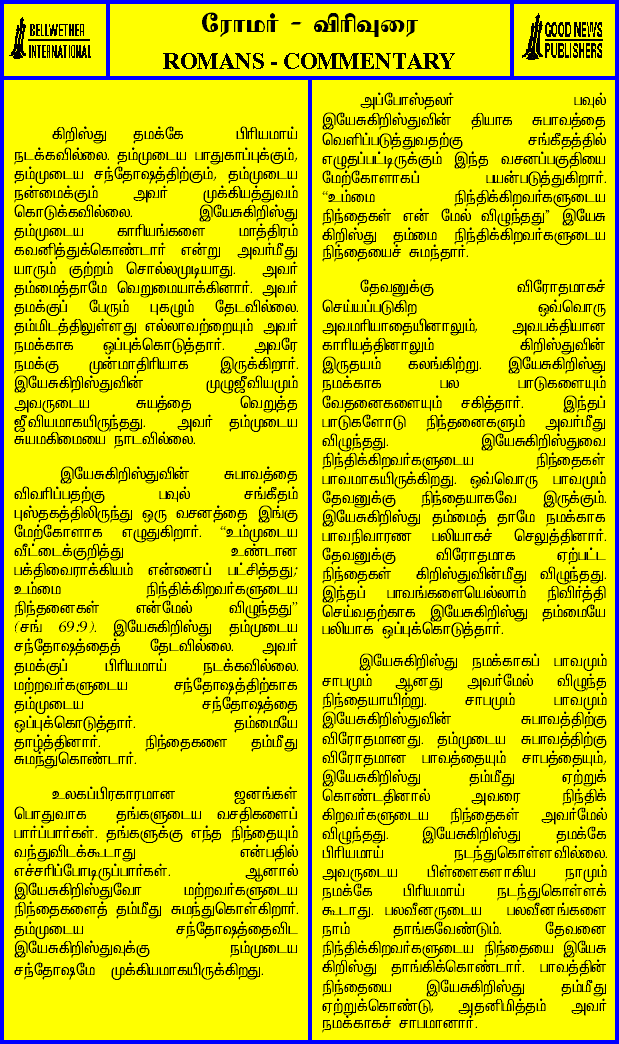 BELLWETHER
INTERNATIONAL
ரோமர் - விரிவுரை
ROMANS - COMMENTARY
GOOD NEWS
PUBLISHERS
கிறிஸ்து தமக்கே பிரியமாய்
நடக்கவில்லை. தம்முடைய பாதுகாப்புக்கும்,
தம்முடைய சந்தோஷத்திற்கும், தம்முடைய
நன்மைக்கும் அவர் முக்கியத்துவம்
கொடுக்கவில்லை. இயேசுகிறிஸ்து
தம்முடைய காரியங்களை மாத்திரம்
கவனித்துக்கொண்டார் என்று அவர்மீது
யாரும் குற்றம் சொல்லமுடியாது. அவர்
தம்மைத்தாமே வெறுமையாக்கினார். அவர்
தமக்குப் பேரும் புகழும் தேடவில்லை.
தம்மிடத்திலுள்ளது எல்லாவற்றையும் அவர்
நமக்காக ஒப்புக்கொடுத்தார். அவரே
நமக்கு முன்மாதிரியாக இருக்கிறார்.
இயேசுகிறிஸ்துவின் முழுஜீவியமும்
அவருடைய சுயத்தை வெறுத்த
ஜீவியமாகயிருந்தது. அவர் தம்முடைய
சுயமகிமையை நாடவில்லை.
இயேசுகிறிஸ்துவின் சுபாவத்தை
விவரிப்பதற்கு பவுல் சங்கீதம்
புஸ்தகத்திலிருந்து ஒரு வசனத்தை இங்கு
மேற்கோளாக எழுதுகிறார். “உம்முடைய
வீட்டைக்குறித்து உண்டான
பக்திவைராக்கியம் என்னைப் பட்சித்தது;
உம்மை நிந்திக்கிறவர்களுடைய
நிந்தனைகள் என்மேல் விழுந்தது”
(சங் 69:9). இயேசுகிறிஸ்து தம்முடைய
சந்தோஷத்தைத் தேடவில்லை. அவர்
தமக்குப் பிரியமாய் நடக்கவில்லை.
மற்றவர்களுடைய சந்தோஷத்திற்காக
தம்முடைய சந்தோஷத்தை
ஒப்புக்கொடுத்தார். தம்மையே
தாழ்த்தினார். நிந்தைகளை தம்மீது
சுமந்துகொண்டார்.
உலகப்பிரகாரமான ஜனங்கள்
பொதுவாக தங்களுடைய வசதிகளைப்
பார்ப்பார்கள். தங்களுக்கு எந்த நிந்தையும்
வந்துவிடக்கூடாது என்பதில்
எச்சரிப்போடிருப்பார்கள். ஆனால்
இயேசுகிறிஸ்துவோ மற்றவர்களுடைய
நிந்தைகளைத் தம்மீது சுமந்துகொள்கிறார்.
தம்முடைய சந்தோஷத்தைவிட
இயேசுகிறிஸ்துவுக்கு நம்முடைய
சந்தோஷமே முக்கியமாகயிருக்கிறது.
அப்போஸ்தலர் பவுல்
இயேசுகிறிஸ்துவின் தியாக சுபாவத்தை
வெளிப்படுத்துவதற்கு சங்கீதத்தில்
எழுதப்பட்டிருக்கும் இந்த வசனப்பகுதியை
மேற்கோளாகப் பயன்படுத்துகிறார்.
“உம்மை நிந்திக்கிறவர்களுடைய
நிந்தைகள் என் மேல் விழுந்தது” இயேசு
கிறிஸ்து தம்மை நிந்திக்கிறவர்களுடைய
நிந்தையைச் சுமந்தார்.
தேவனுக்கு விரோதமாகச்
செய்யப்படுகிற ஒவ்வொரு
அவமரியாதையினாலும், அவபக்தியான
காரியத்தினாலும் கிறிஸ்துவின்
இருதயம் கலங்கிற்று. இயேசுகிறிஸ்து
நமக்காக பல பாடுகளையும்
வேதனைகளையும் சகித்தார். இந்தப்
பாடுகளோடு நிந்தனைகளும் அவர்மீது
விழுந்தது. இயேசுகிறிஸ்துவை
நிந்திக்கிறவர்களுடைய நிந்தைகள்
பாவமாகயிருக்கிறது. ஒவ்வொரு பாவமும்
தேவனுக்கு நிந்தையாகவே இருக்கும்.
இயேசுகிறிஸ்து தம்மைத் தாமே நமக்காக
பாவநிவாரண பலியாகச் செலுத்தினார்.
தேவனுக்கு விரோதமாக ஏற்பட்ட
நிந்தைகள் கிறிஸ்துவின்மீது விழுந்தது.
இந்தப் பாவங்களையெல்லாம் நிவிர்த்தி
செய்வதற்காக இயேசுகிறிஸ்து தம்மையே
பலியாக ஒப்புக்கொடுத்தார்.
இயேசுகிறிஸ்து நமக்காகப் பாவமும்
சாபமும் ஆனது அவர்மேல் விழுந்த
நிந்தையாயிற்று. சாபமும் பாவமும்
இயேசுகிறிஸ்துவின் சுபாவத்திற்கு
விரோதமானது. தம்முடைய சுபாவத்திற்கு
விரோதமான பாவத்தையும் சாபத்தையும்,
இயேசுகிறிஸ்து தம்மீது ஏற்றுக்
கொண்டதினால் அவரை நிந்திக்
கிறவர்களுடைய நிந்தைகள் அவர்மேல்
விழுந்தது. இயேசுகிறிஸ்து தமக்கே
பிரியமாய் நடந்துகொள்ளவில்லை.
அவருடைய பிள்ளைகளாகிய நாமும்
நமக்கே பிரியமாய் நடந்துகொள்ளக்
கூடாது. பலவீனருடைய பலவீனங்களை
நாம் தாங்கவேண்டும். தேவனை
நிந்திக்கிறவர்களுடைய நிந்தையை இயேசு
கிறிஸ்து தாங்கிக்கொண்டார். பாவத்தின்
நிந்தையை இயேசுகிறிஸ்து தம்மீது
ஏற்றுக்கொண்டு, அதனிமித்தம் அவர்
நமக்காகச் சாபமானார்.